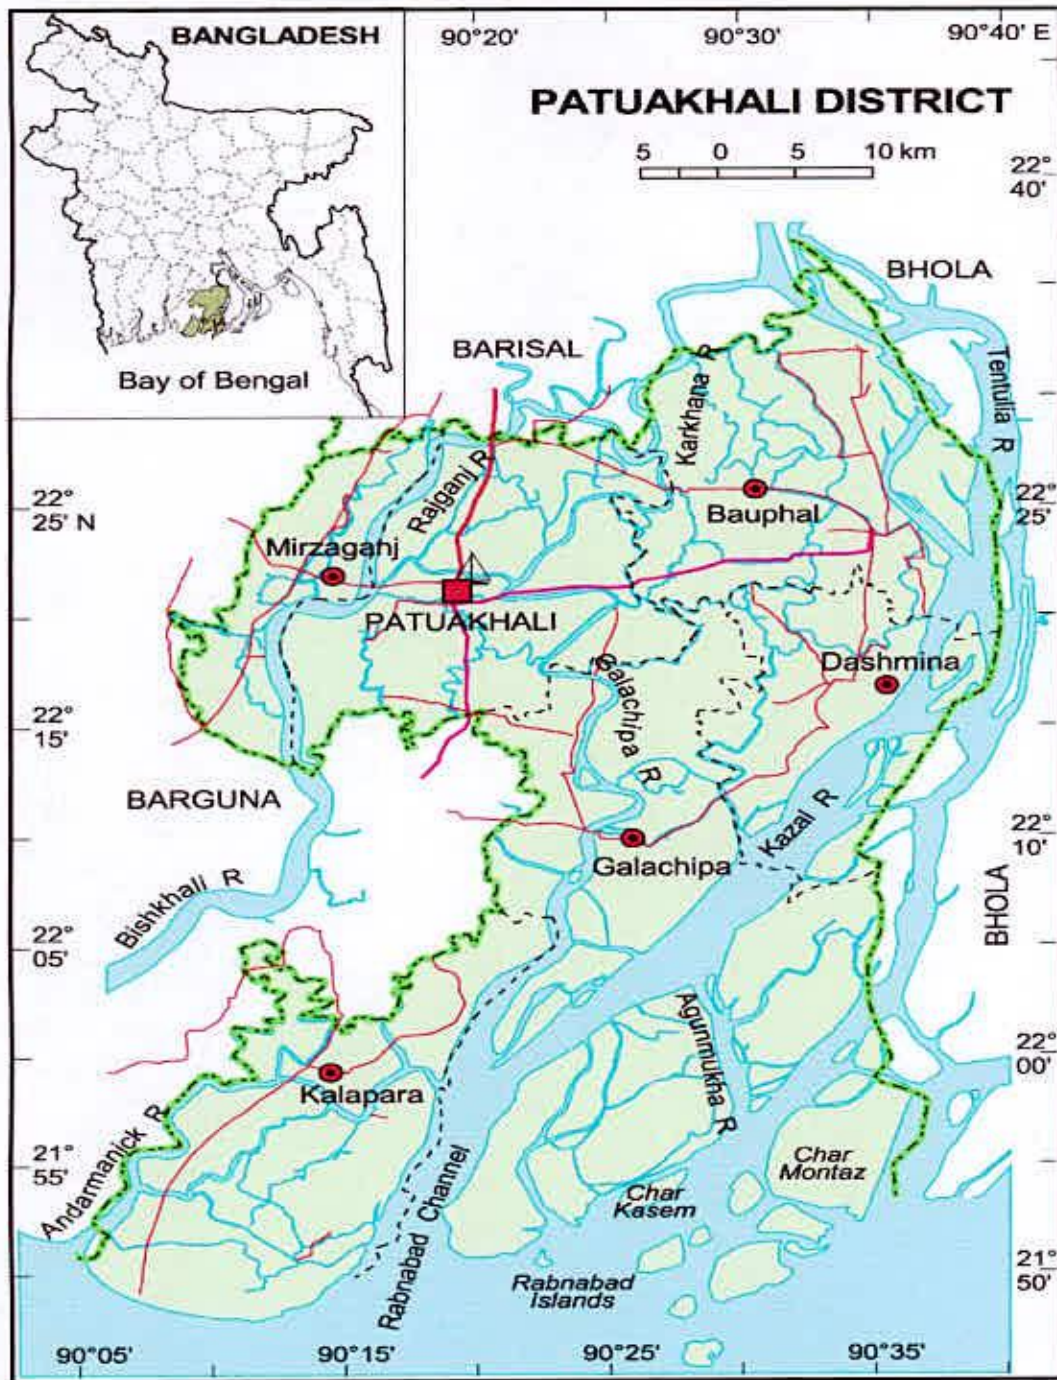 BANGLADESH
Bay of Bengal
90°20'
90°30'
90°40' E
PATUAKHALI DISTRICT
5 0 5 10 km
22°
40'
BHOLA
BARISAL
Karkhana R
Tentulia R
Rajganj R
22°
25' N
22°
25'
Bauphal
Mirzaganj
PATUAKHALI
Dashmina
Galachipa R
22°
15'
BARGUNA
Kazal R
22°
10'
Galachipa
Bishkhali R
BHOLA
22°
05'
Agunmukha R
22°
00'
Kalapara
Andarmanick R
21°
55'
Rabnabad Channel
Char
Montaz
Char
Kasem
Rabnabad
Islands
21°
50'
90°05'
90°15'
90°25'
90°35'